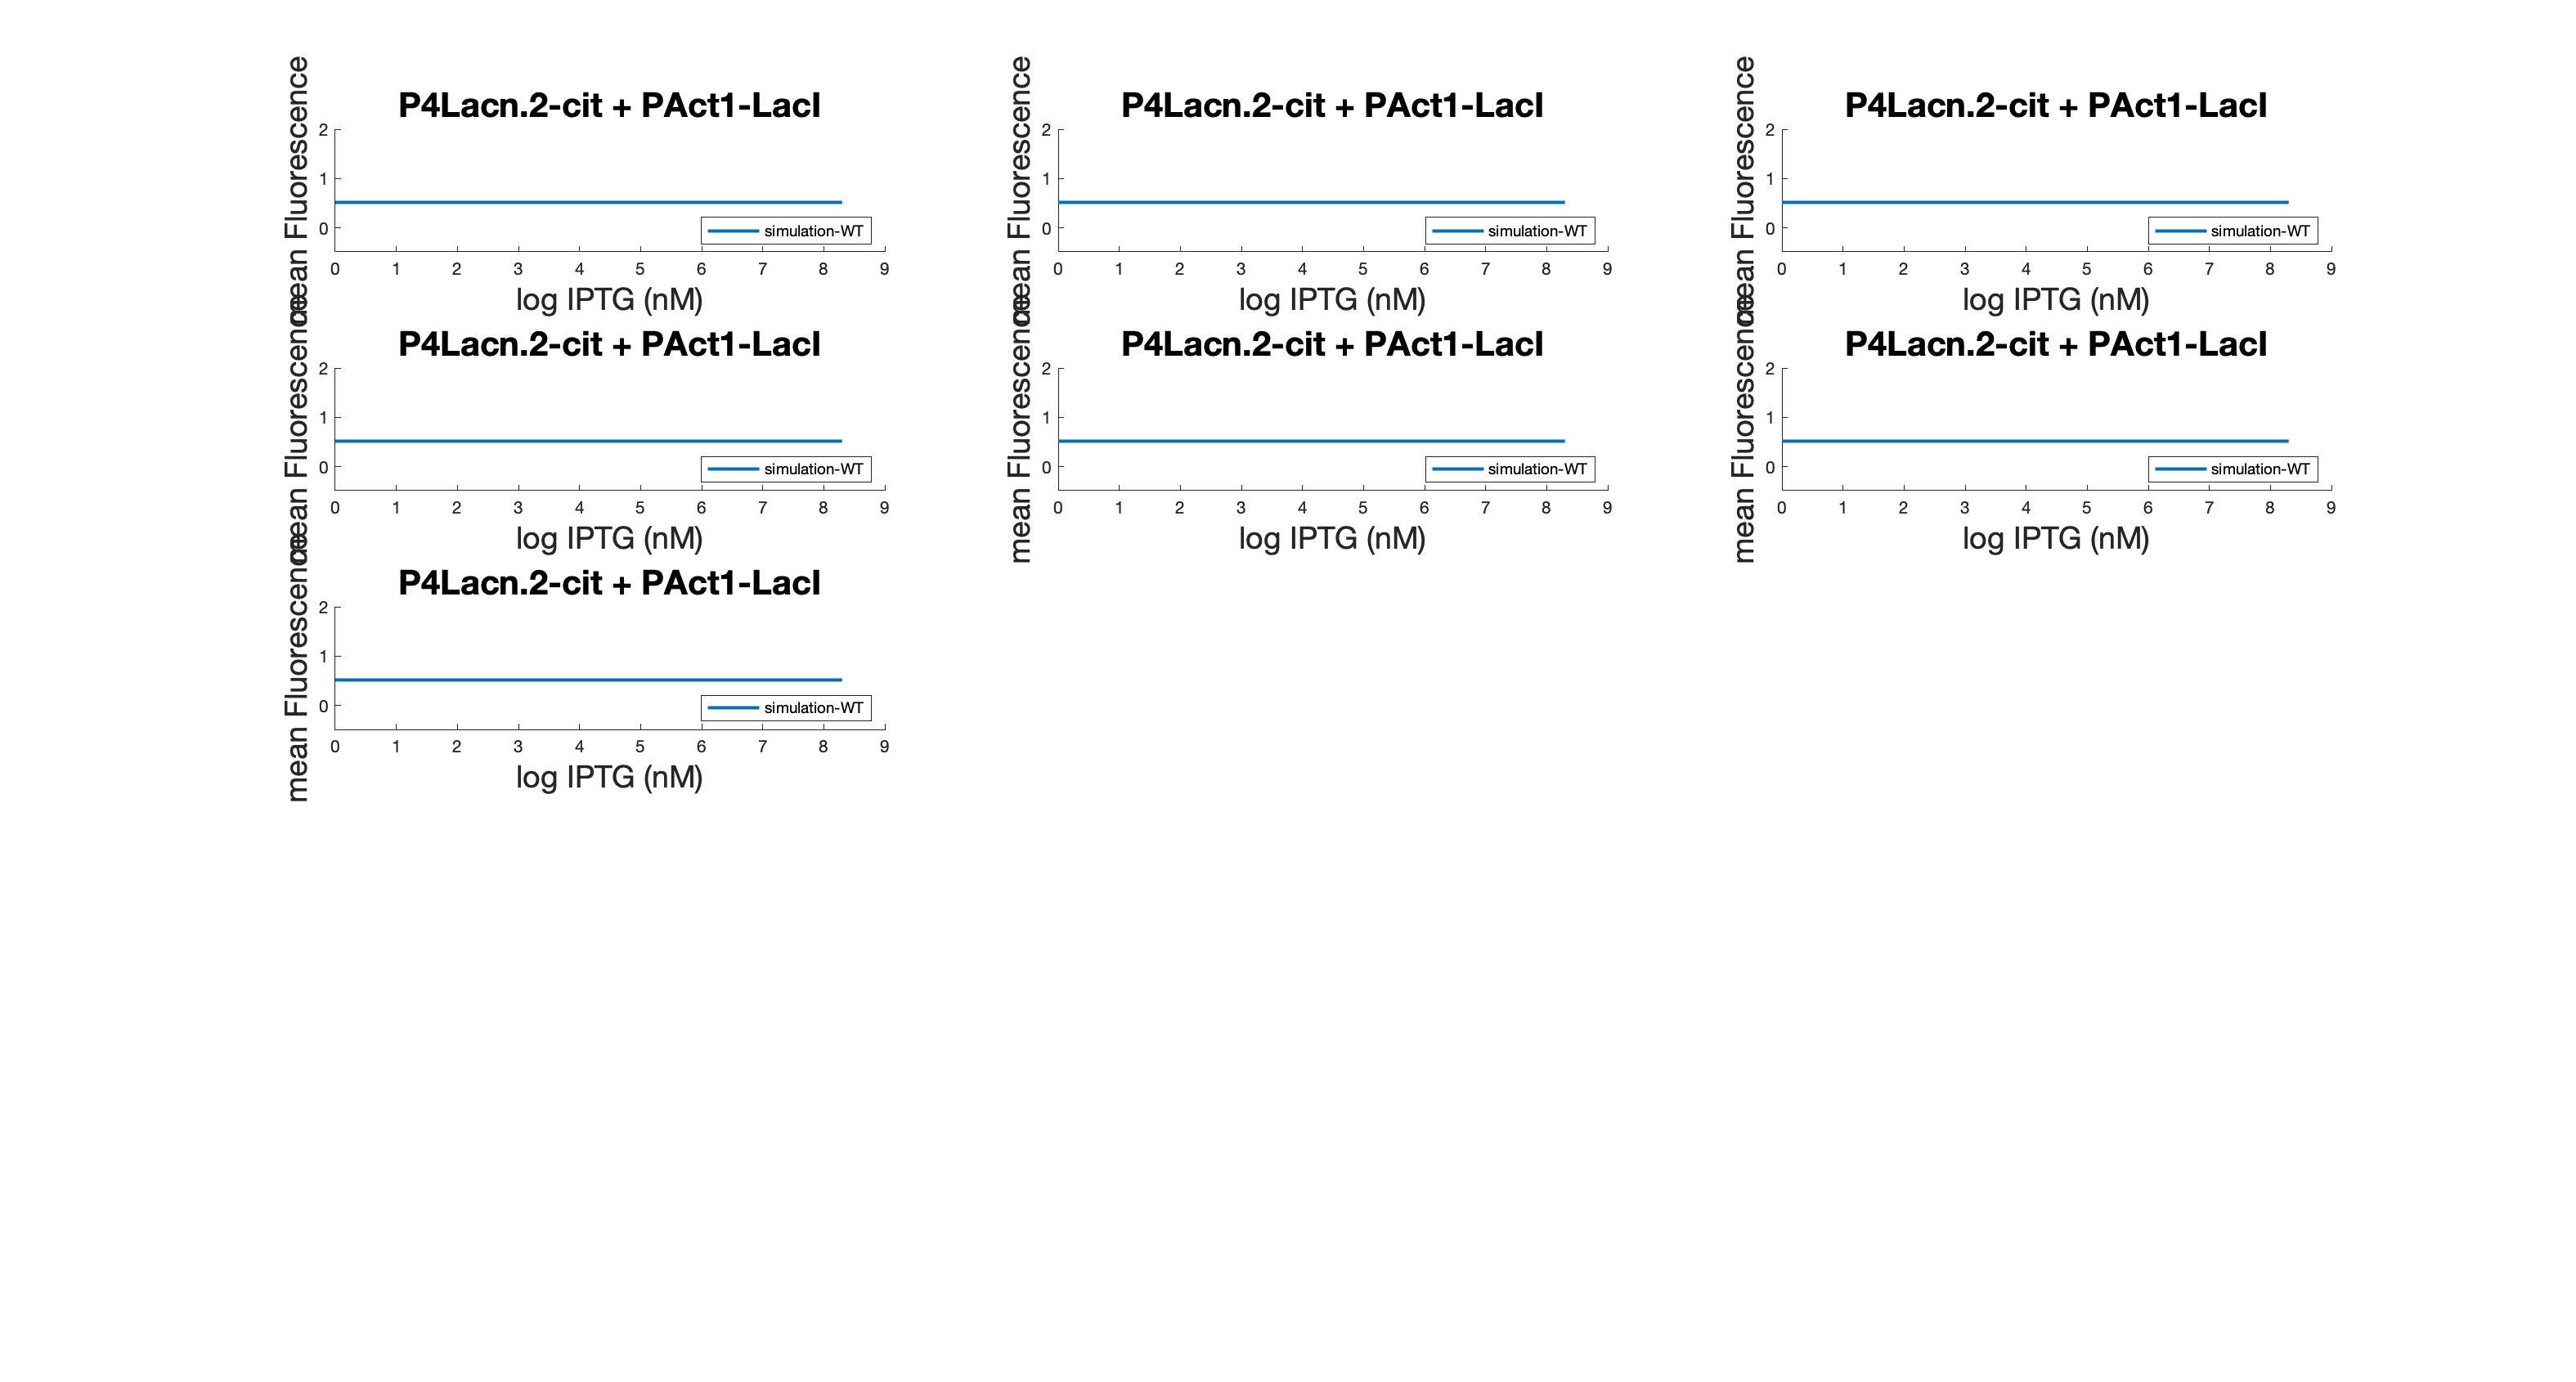 P4Lacn.2-cit + PAct1-LacI
mean Fluorescence
2
1
0
simulation-WT
0 1 2 3 4 5 6 7 8 9
log IPTG (nM)
P4Lacn.2-cit + PAct1-LacI
mean Fluorescence
2
1
0
simulation-WT
0 1 2 3 4 5 6 7 8 9
log IPTG (nM)
P4Lacn.2-cit + PAct1-LacI
mean Fluorescence
2
1
0
simulation-WT
0 1 2 3 4 5 6 7 8 9
log IPTG (nM)
P4Lacn.2-cit + PAct1-LacI
mean Fluorescence
2
1
0
simulation-WT
0 1 2 3 4 5 6 7 8 9
log IPTG (nM)
P4Lacn.2-cit + PAct1-LacI
mean Fluorescence
2
1
0
simulation-WT
0 1 2 3 4 5 6 7 8 9
log IPTG (nM)
P4Lacn.2-cit + PAct1-LacI
mean Fluorescence
2
1
0
simulation-WT
0 1 2 3 4 5 6 7 8 9
log IPTG (nM)
P4Lacn.2-cit + PAct1-LacI
mean Fluorescence
2
1
0
simulation-WT
0 1 2 3 4 5 6 7 8 9
log IPTG (nM)